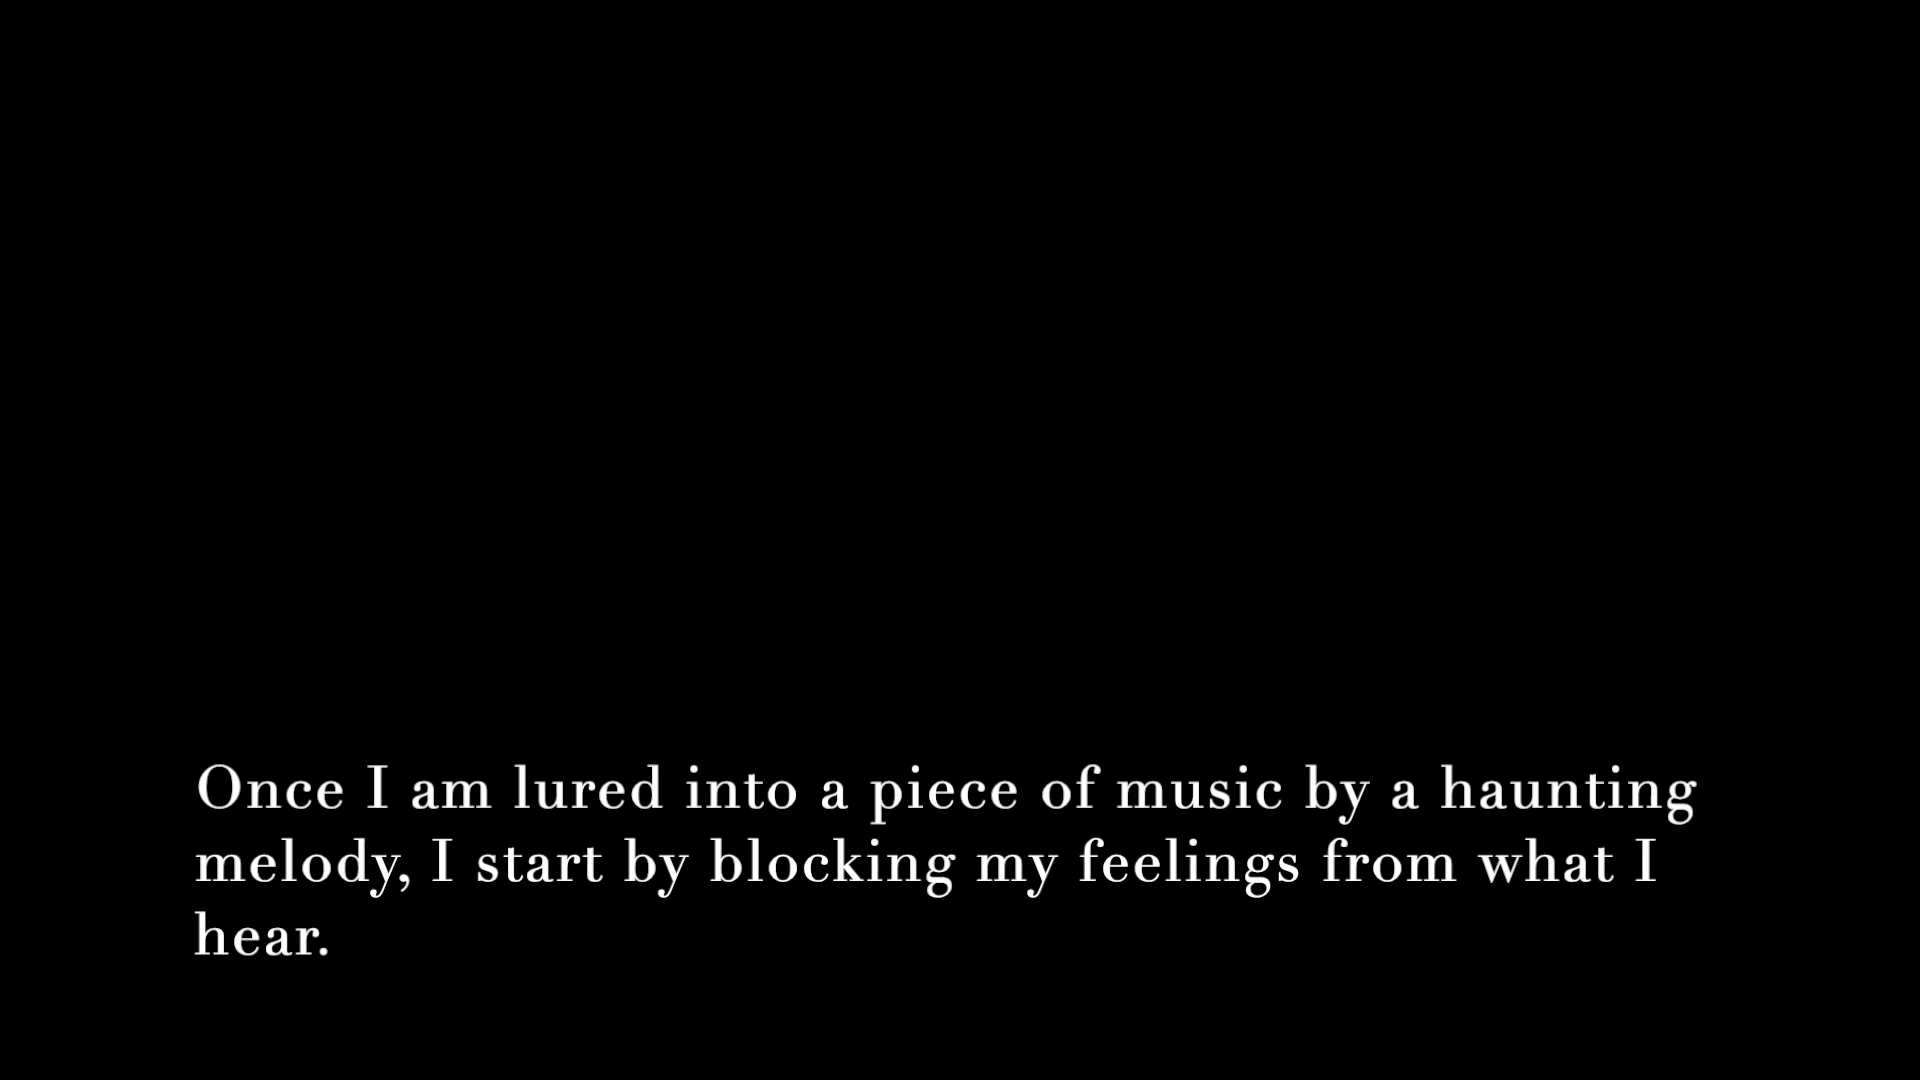 Once I am lured into a piece of music by a haunting
melody, I start by blocking my feelings from what I
hear.